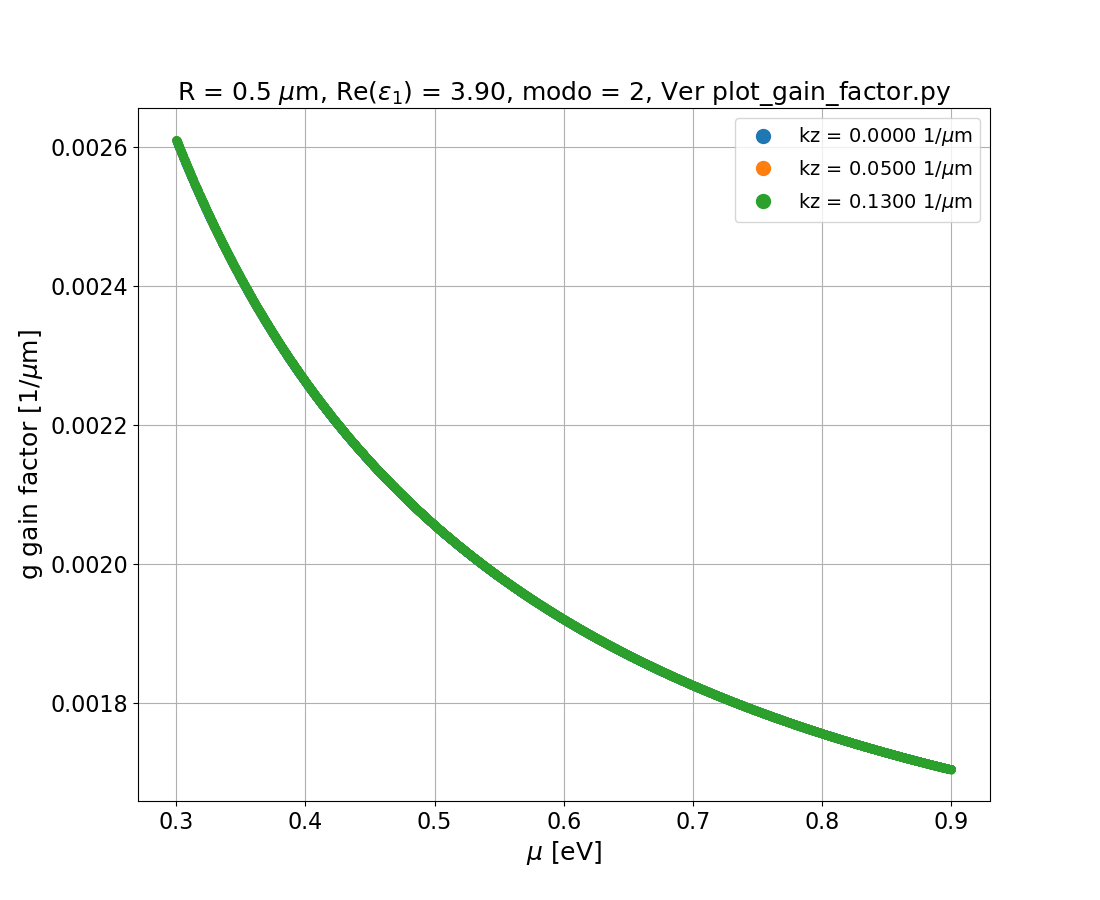 R = 0.5 μm, Re(ε₁) = 3.90, modo = 2, Ver plot_gain_factor.py
kz = 0.0000 1/μm
kz = 0.0500 1/μm
kz = 0.1300 1/μm
g gain factor [1/μm]
0.0026
0.0024
0.0022
0.0020
0.0018
0.3 0.4 0.5 0.6 0.7 0.8 0.9
μ [eV]